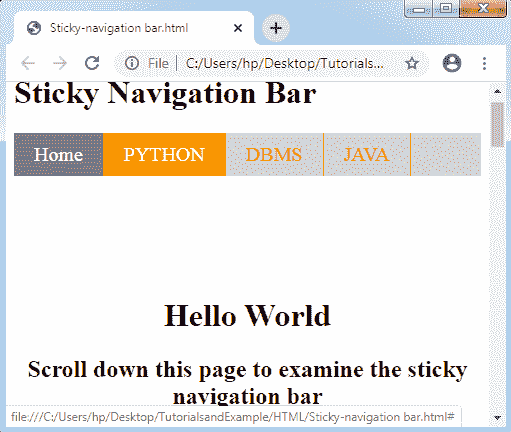 Sticky-navigation bar.html
File
C:/Users/hp/Desktop/Tutorials...
Sticky Navigation Bar
Home PYTHON DBMS JAVA
Hello World
Scroll down this page to examine the sticky
navigation bar
file:///C:/Users/hp/Desktop/TutorialsandExample/HTML/Sticky-navigation bar.html#